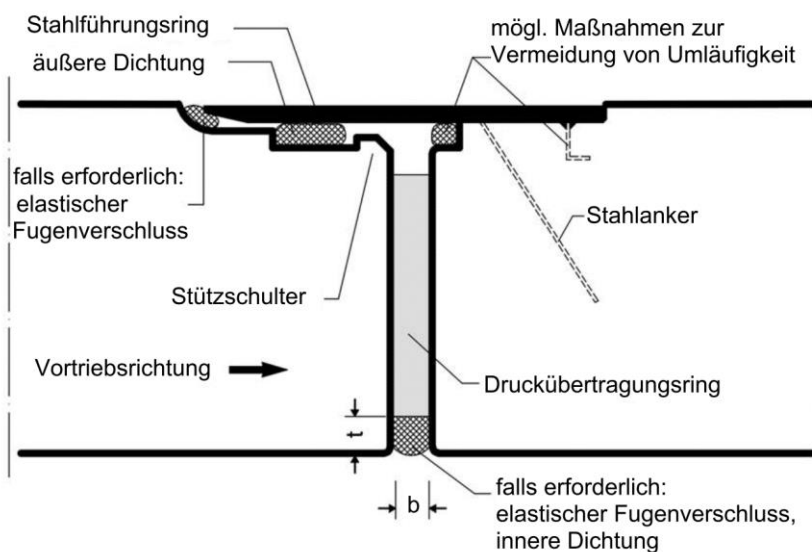 Stahlführungsring
äußere Dichtung
mögl. Maßnahmen zur
Vermeidung von Umläufigkeit
falls erforderlich:
elastischer
Fugenverschluss
Stahlanker
Stützschulter
Vortriebsrichtung
Druckübertragungsring
t
b
falls erforderlich:
elastischer Fugenverschluss,
innere Dichtung